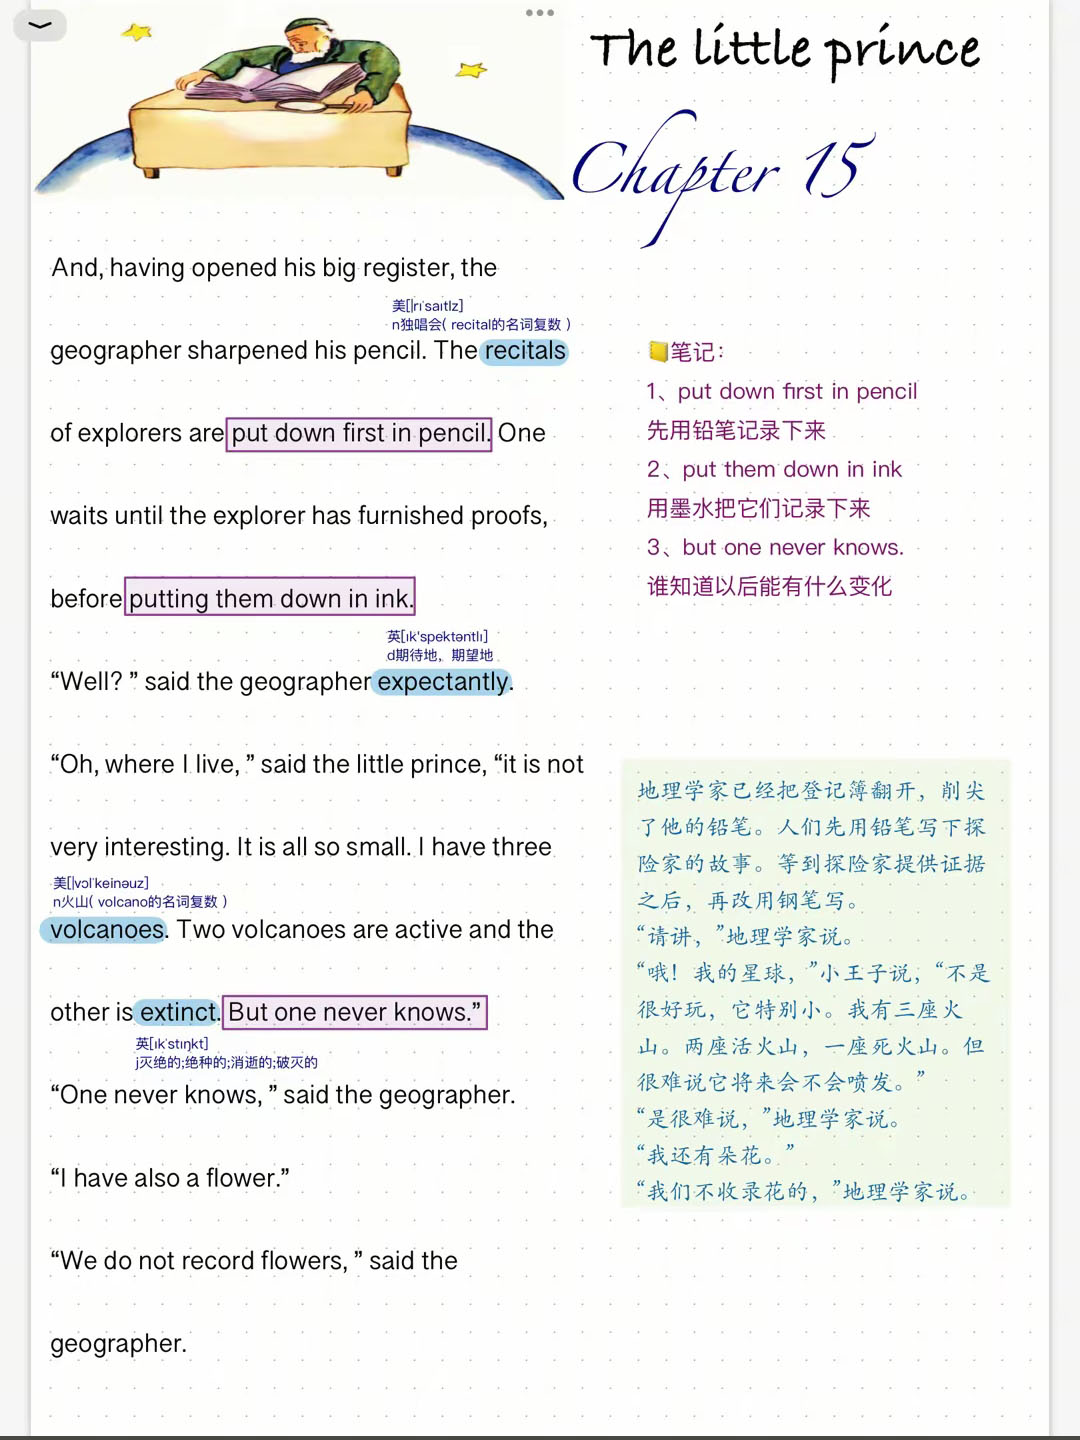 The little prince
Chapter 15
And, having opened his big register, the
美[|rɪˈsaɪtlz]
n独唱会( recital的名词复数 )
geographer sharpened his pencil. The recitals
of explorers are put down first in pencil. One
waits until the explorer has furnished proofs,
before putting them down in ink.
英[ɪk'spektəntlɪ]
d期待地，期望地
“Well? ” said the geographer expectantly.
“Oh, where I live, ” said the little prince, “it is not
very interesting. It is all so small. I have three
美[|vɔlˈkeinəuz]
n火山( volcano的名词复数 )
volcanoes. Two volcanoes are active and the
other is extinct. But one never knows.”
英[ɪkˈstɪŋkt]
j灭绝的;绝种的;消逝的;破灭的
“One never knows, ” said the geographer.
“I have also a flower.”
“We do not record flowers, ” said the
geographer.
笔记：
1、put down first in pencil
先用铅笔记录下来
2、put them down in ink
用墨水把它们记录下来
3、but one never knows.
谁知道以后能有什么变化
地理学家已经把登记簿翻开，削尖
了他的铅笔。人们先用铅笔写下探
险家的故事。等到探险家提供证据
之后，再改用钢笔写。
“请讲，”地理学家说。
“哦！我的星球，”小王子说，“不是
很好玩，它特别小。我有三座火
山。两座活火山，一座死火山。但
很难说它将来会不会喷发。”
“是很难说，”地理学家说。
“我还有朵花。”
“我们不收录花的，”地理学家说。